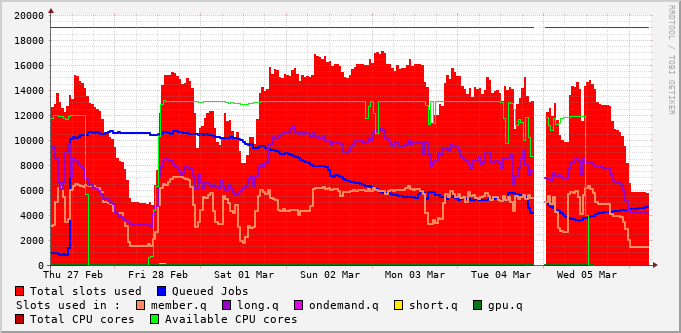 20000
18000
16000
14000
12000
10000
8000
6000
4000
2000
0
Thu 27 Feb Fri 28 Feb Sat 01 Mar Sun 02 Mar Mon 03 Mar Tue 04 Mar Wed 05 Mar
Total slots used Queued Jobs
Slots used in : member.q long.q ondemand.q short.q gpu.q
Total CPU cores Available CPU cores
RRDTOOL / TOBI OETIKER